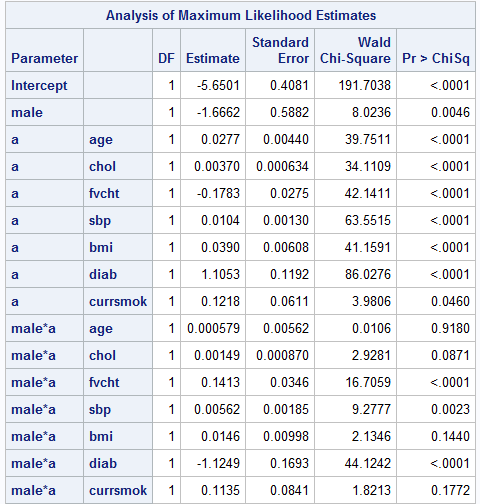 Analysis of Maximum Likelihood Estimates
Parameter DF Estimate Standard Error Wald Chi-Square Pr > ChiSq
Intercept 1 -5.6501 0.4081 191.7038 <.0001
male 1 -1.6662 0.5882 8.0236 0.0046
a age 1 0.0277 0.00440 39.7511 <.0001
a chol 1 0.00370 0.000634 34.1109 <.0001
a fvcht 1 -0.1783 0.0275 42.1411 <.0001
a sbp 1 0.0104 0.00130 63.5515 <.0001
a bmi 1 0.0390 0.00608 41.1591 <.0001
a diab 1 1.1053 0.1192 86.0276 <.0001
a currsmok 1 0.1218 0.0611 3.9806 0.0460
male*a age 1 0.000579 0.00562 0.0106 0.9180
male*a chol 1 0.00149 0.000870 2.9281 0.0871
male*a fvcht 1 0.1413 0.0346 16.7059 <.0001
male*a sbp 1 0.00562 0.00185 9.2777 0.0023
male*a bmi 1 0.0146 0.00998 2.1346 0.1440
male*a diab 1 -1.1249 0.1693 44.1242 <.0001
male*a currsmok 1 0.1135 0.0841 1.8213 0.1772